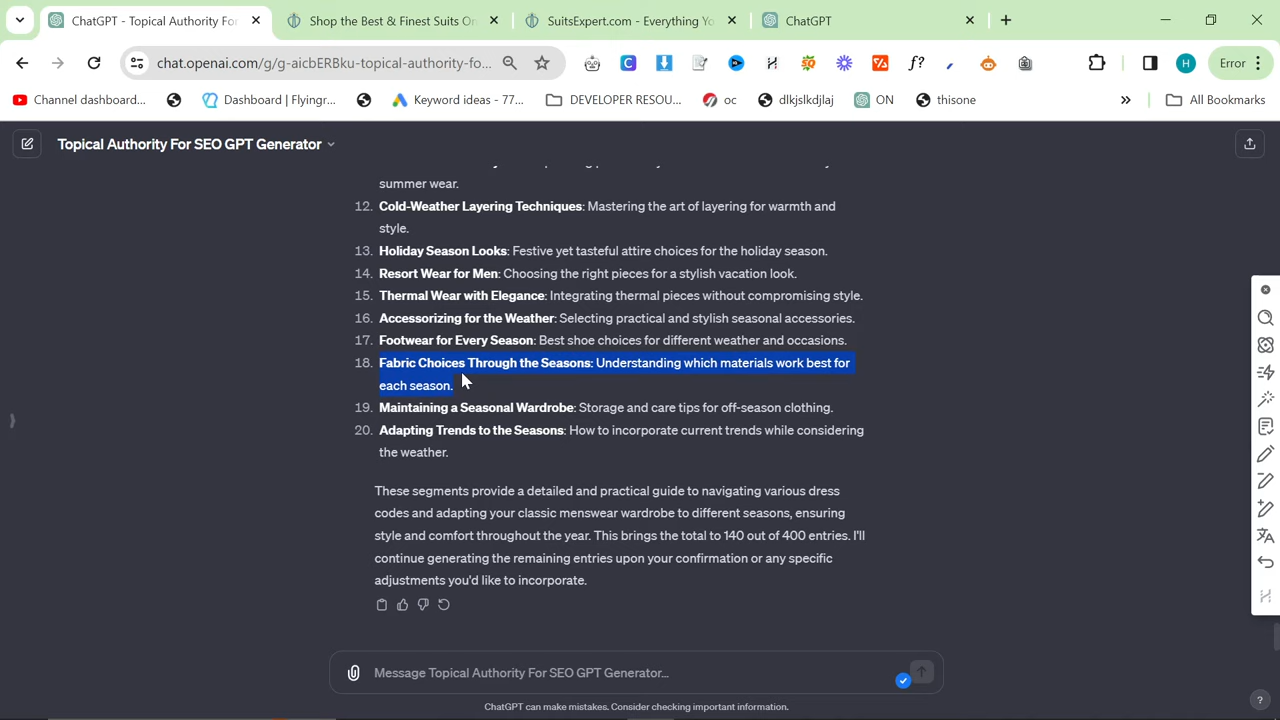 ChatGPT - Topical Authority For
Shop the Best & Finest Suits On
SuitsExpert.com - Everything Yo
ChatGPT
chat.openai.com/g/g-aicbERBku-topical-authority-fo...
Error
Channel dashboard...
Dashboard | Flyingr...
Keyword ideas - 77...
DEVELOPER RESOU...
oc
dlkjslkdjlaj
ON
thisone
All Bookmarks
Topical Authority For SEO GPT Generator
summer wear.
12. Cold-Weather Layering Techniques: Mastering the art of layering for warmth and
style.
13. Holiday Season Looks: Festive yet tasteful attire choices for the holiday season.
14. Resort Wear for Men: Choosing the right pieces for a stylish vacation look.
15. Thermal Wear with Elegance: Integrating thermal pieces without compromising style.
16. Accessorizing for the Weather: Selecting practical and stylish seasonal accessories.
17. Footwear for Every Season: Best shoe choices for different weather and occasions.
18. Fabric Choices Through the Seasons: Understanding which materials work best for
each season.
19. Maintaining a Seasonal Wardrobe: Storage and care tips for off-season clothing.
20. Adapting Trends to the Seasons: How to incorporate current trends while considering
the weather.
These segments provide a detailed and practical guide to navigating various dress
codes and adapting your classic menswear wardrobe to different seasons, ensuring
style and comfort throughout the year. This brings the total to 140 out of 400 entries. I'll
continue generating the remaining entries upon your confirmation or any specific
adjustments you'd like to incorporate.
Message Topical Authority For SEO GPT Generator...
ChatGPT can make mistakes. Consider checking important information.